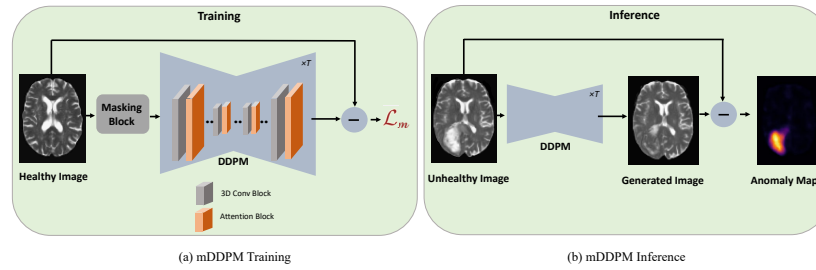 Training
×T
Masking
Block
DDPM
ℒm
Healthy Image
3D Conv Block
Attention Block
(a) mDDPM Training
Inference
×T
DDPM
Unhealthy Image
Generated Image
Anomaly Map
(b) mDDPM Inference